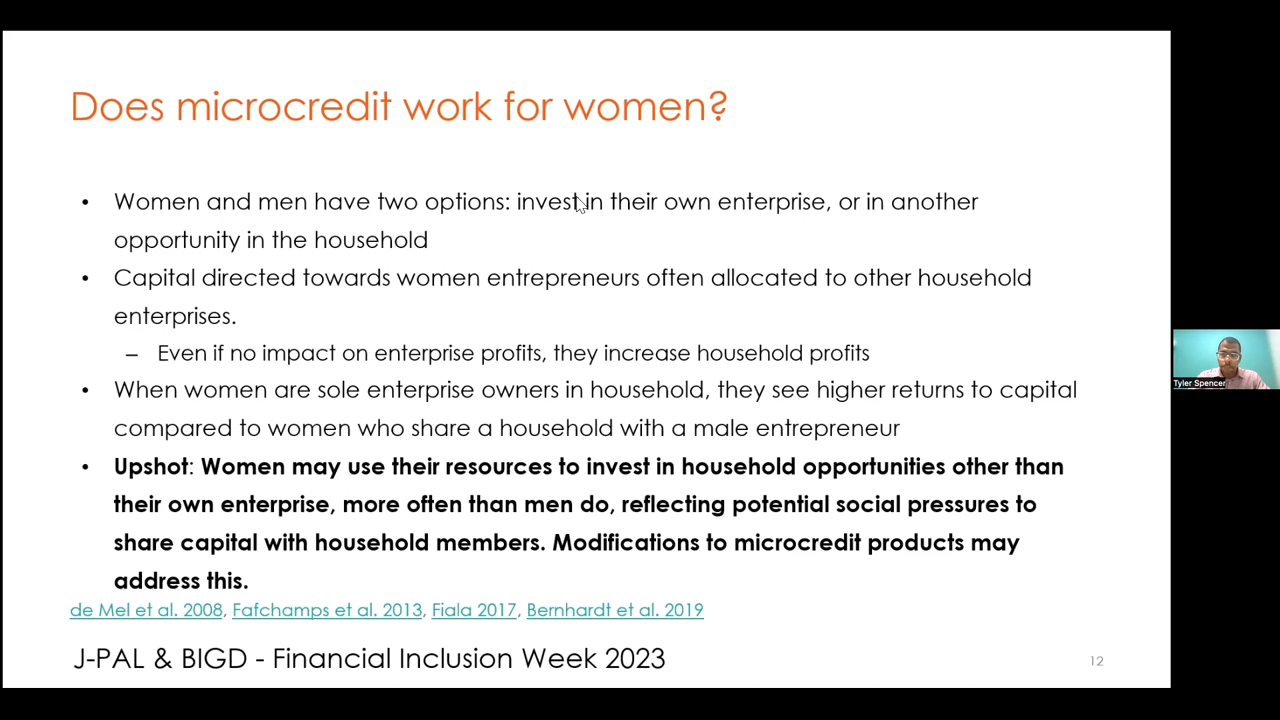 Does microcredit work for women?
• Women and men have two options: invest in their own enterprise, or in another
opportunity in the household
• Capital directed towards women entrepreneurs often allocated to other household
enterprises.
– Even if no impact on enterprise profits, they increase household profits
• When women are sole enterprise owners in household, they see higher returns to capital
compared to women who share a household with a male entrepreneur
• Upshot: Women may use their resources to invest in household opportunities other than
their own enterprise, more often than men do, reflecting potential social pressures to
share capital with household members. Modifications to microcredit products may
address this.
de Mel et al. 2008, Fafchamps et al. 2013, Fiala 2017, Bernhardt et al. 2019
J-PAL & BIGD - Financial Inclusion Week 2023
12
Tyler Spencer